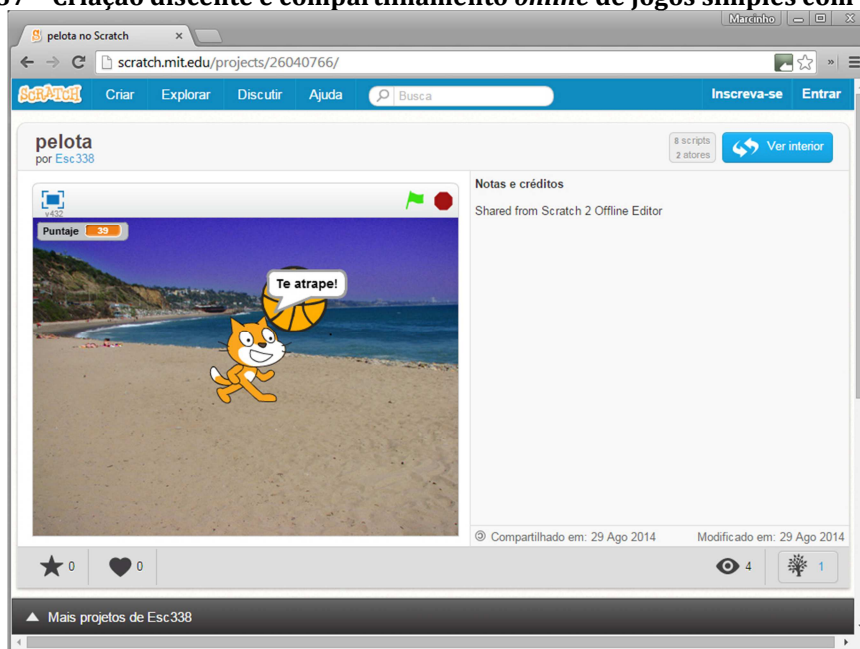 37 – Criação discente e compartilhamento online de jogos simples com
Marcinho
pelota no Scratch
scratch.mit.edu/projects/26040766/
SCRATCH Criar Explorar Discutir Ajuda Busca Inscreva-se Entrar
pelota
por Esc338
8 scripts
2 atores
Ver interior
v432
Puntaje 39
Te atrape!
Notas e créditos
Shared from Scratch 2 Offline Editor
Compartilhado em: 29 Ago 2014 Modificado em: 29 Ago 2014
0 0 4 1
Mais projetos de Esc338